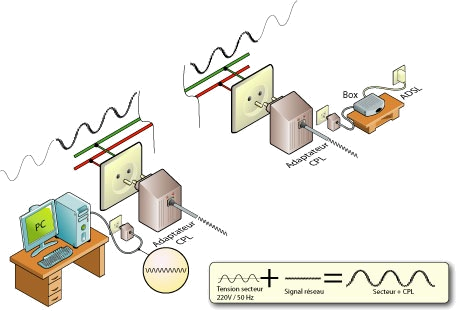 Box
ADSL
Adaptateur
CPL
Adaptateur
CPL
PC
Tension secteur
220V / 50 Hz
+
Signal réseau
=
Secteur + CPL